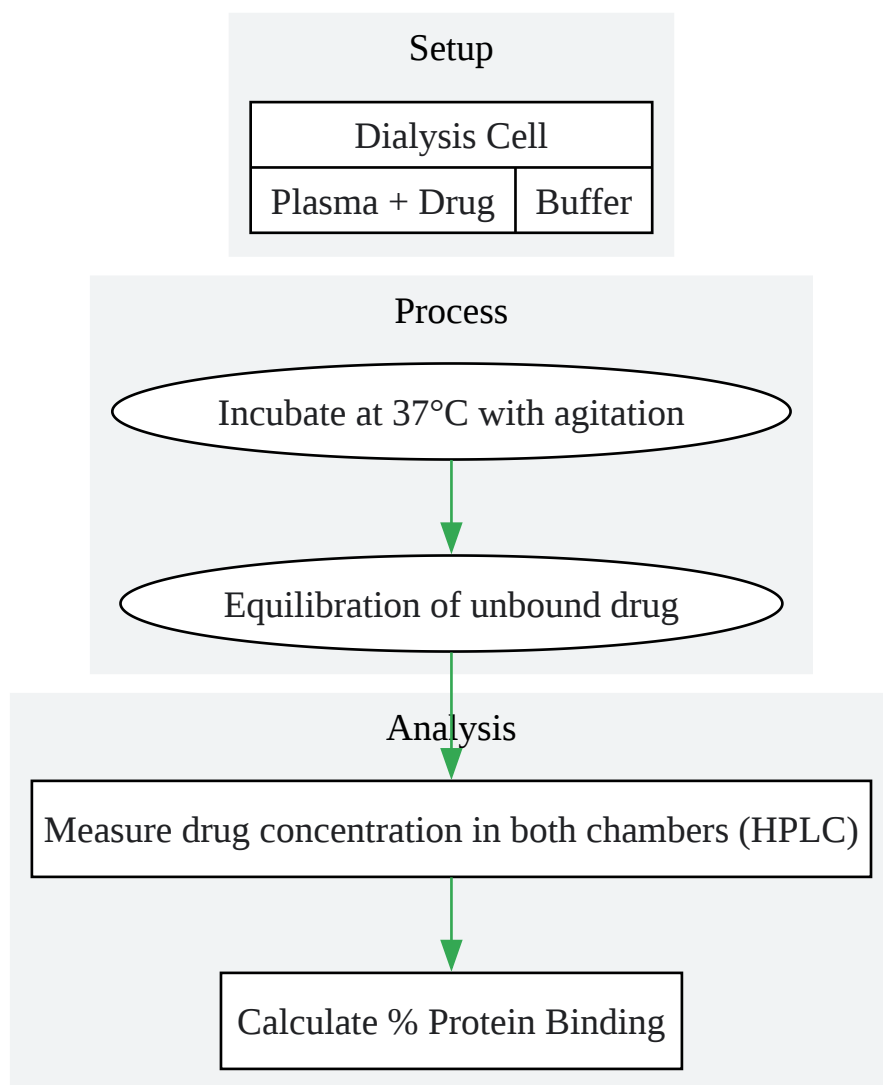 Setup
Dialysis Cell
Plasma + Drug Buffer
Process
Incubate at 37°C with agitation
Equilibration of unbound drug
Analysis
Measure drug concentration in both chambers (HPLC)
Calculate % Protein Binding